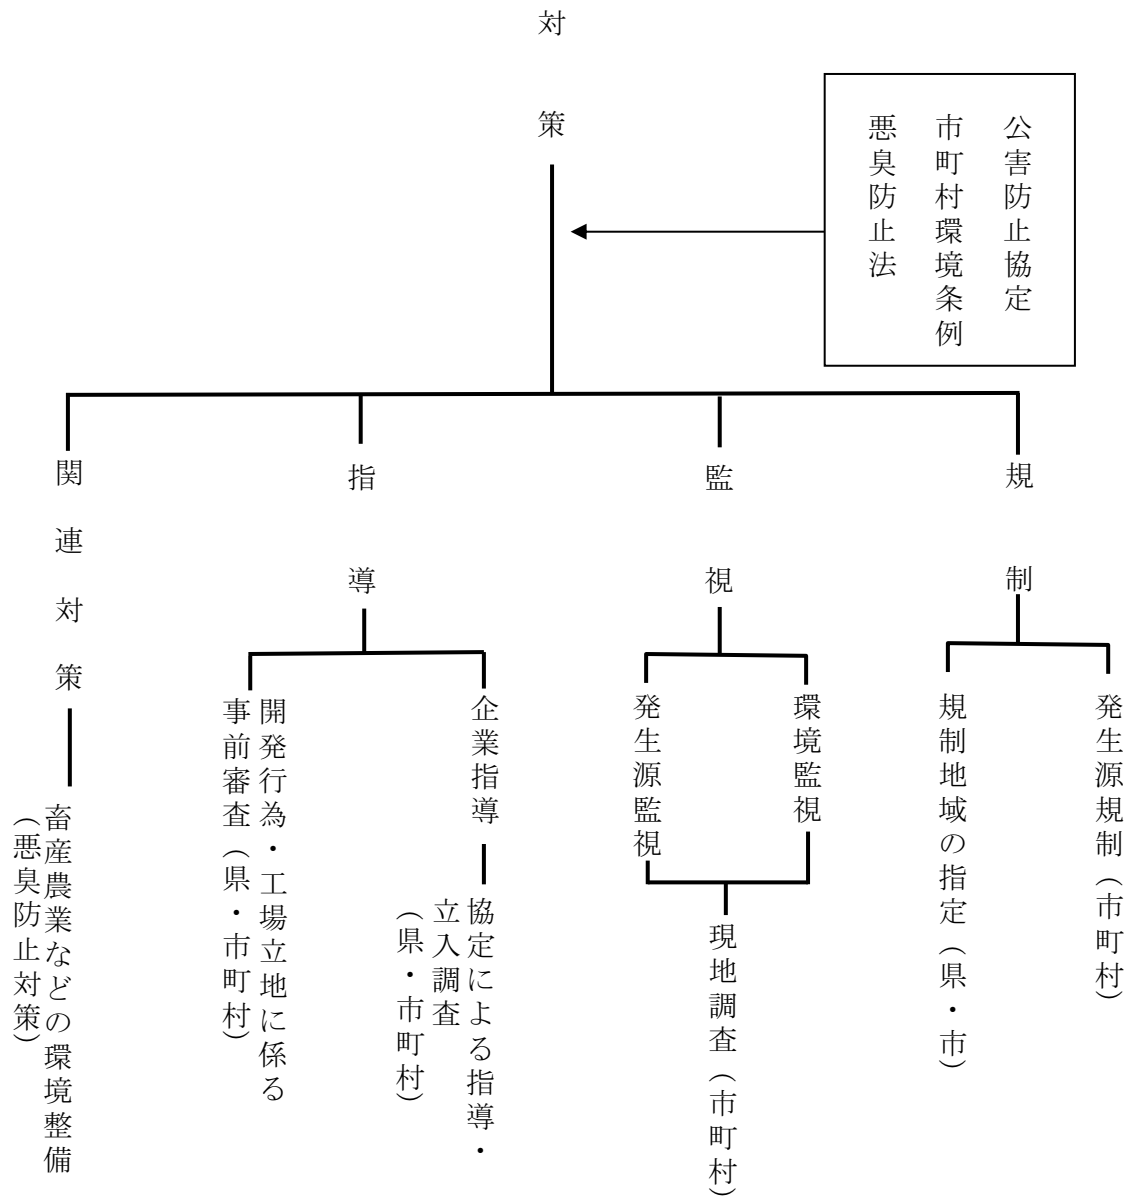 対策
公害防止協定
市町村環境条例
悪臭防止法
規制
発生源規制（市町村）
規制地域の指定（県・市）
監視
環境監視
発生源監視
現地調査（市町村）
指導
企業指導
協定による指導・
立入調査
（県・市町村）
開発行為・工場立地に係る
事前審査（県・市町村）
関連対策
畜産農業などの環境整備
（悪臭防止対策）